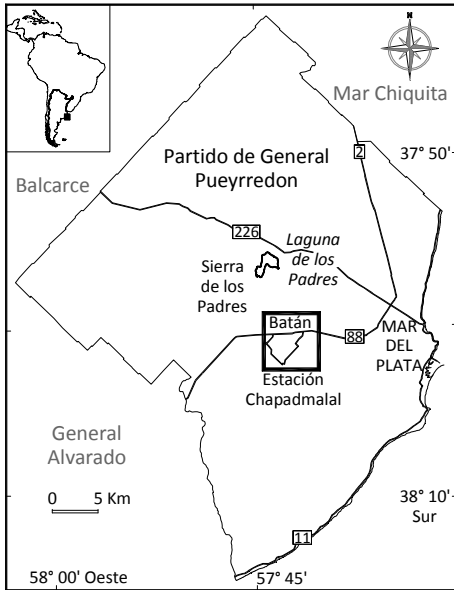 Mar Chiquita
2
37° 50'
Partido de General
Pueyrredon
Balcarce
226
Laguna
de los
Padres
Sierra
de los
Padres
Batán
88
MAR
DEL
PLATA
Estación
Chapadmalal
General
Alvarado
0 5 Km
38° 10'
Sur
11
58° 00' Oeste
57° 45'